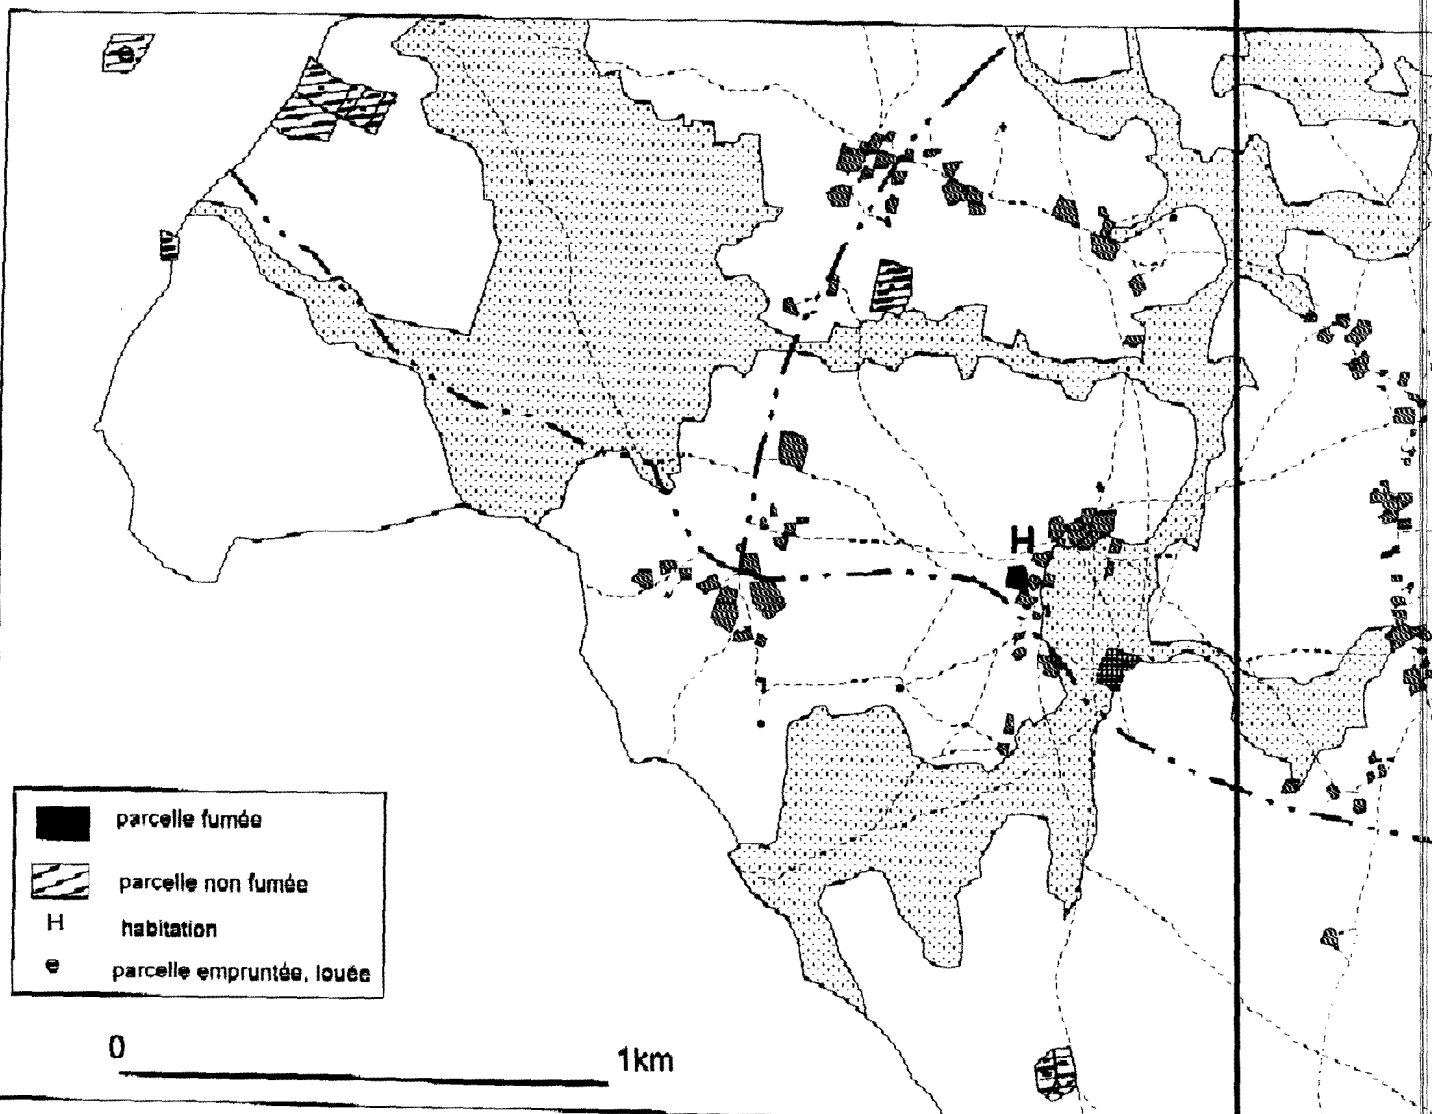 e
H
parcelle fumée
parcelle non fumée
H habitation
e parcelle empruntée, louée
0 1km